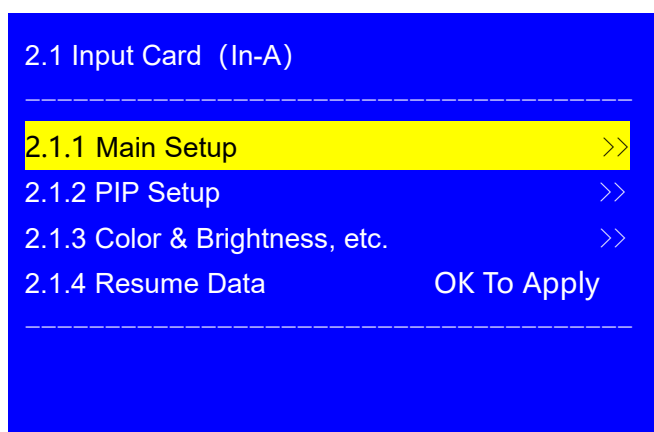 2.1 Input Card（In-A）
2.1.1 Main Setup >>
2.1.2 PIP Setup >>
2.1.3 Color & Brightness, etc. >>
2.1.4 Resume Data OK To Apply